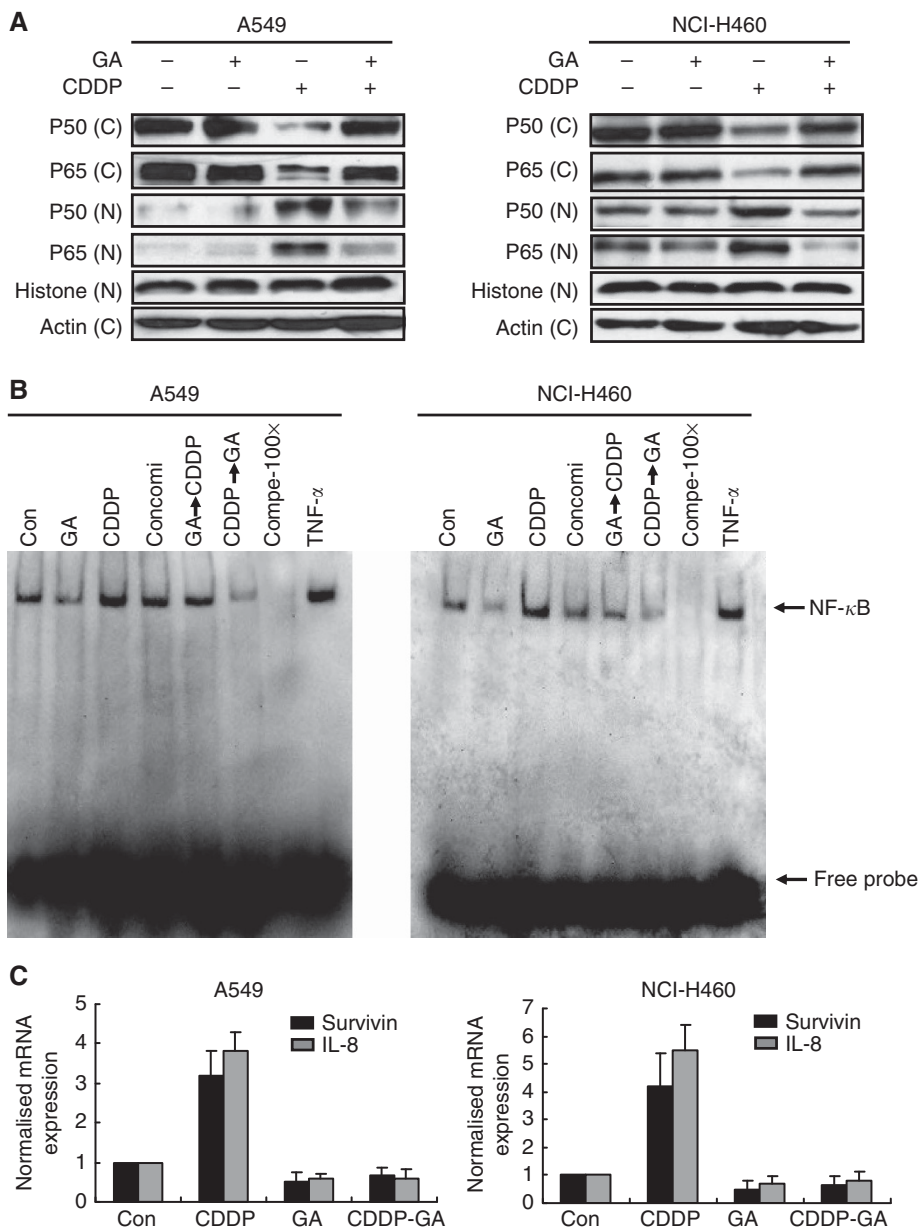 A
A549
NCI-H460
GA – + – +
CDDP – – + +
GA – + – +
CDDP – – + +
P50 (C)
P65 (C)
P50 (N)
P65 (N)
Histone (N)
Actin (C)
P50 (C)
P65 (C)
P50 (N)
P65 (N)
Histone (N)
Actin (C)
B
A549
NCI-H460
Con
GA
CDDP
Concomi
GA→CDDP
CDDP→GA
Compe-100×
TNF-α
Con
GA
CDDP
Concomi
GA→CDDP
CDDP→GA
Compe-100×
TNF-α
NF-κB
Free probe
C
A549
Normalised mRNA
expression
5
4
3
2
1
0
Survivin
IL-8
Con CDDP GA CDDP-GA
NCI-H460
Normalised mRNA
expression
7
6
5
4
3
2
1
0
Survivin
IL-8
Con CDDP GA CDDP-GA